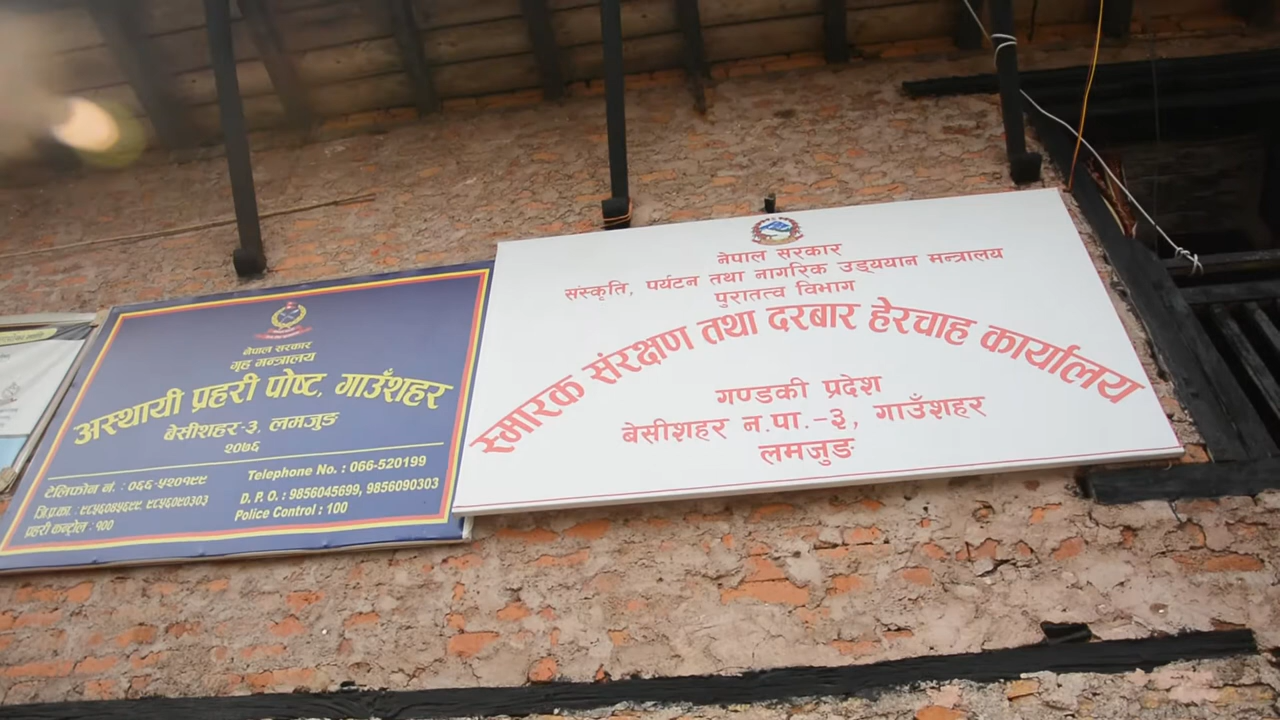 नेपाल सरकार
गृह मन्त्रालय
अस्थायी प्रहरी पोष्ट, गाउँशहर
बेसीशहर-३, लमजुङ
२०७६
टेलिफोन नं. : ०६६-५२०१९९
जि.प्र.का. : ९८५६०४५६९९, ९८५६०९०३०३
प्रहरी कन्ट्रोल : १००
Telephone No. : 066-520199
D. P. O. : 9856045699, 9856090303
Police Control : 100
नेपाल सरकार
संस्कृति, पर्यटन तथा नागरिक उड्ययान मन्त्रालय
पुरातत्व विभाग
स्मारक संरक्षण तथा दरबार हेरचाह कार्यालय
गण्डकी प्रदेश
बेसीशहर न.पा.-३, गाउँशहर
लमजुङ